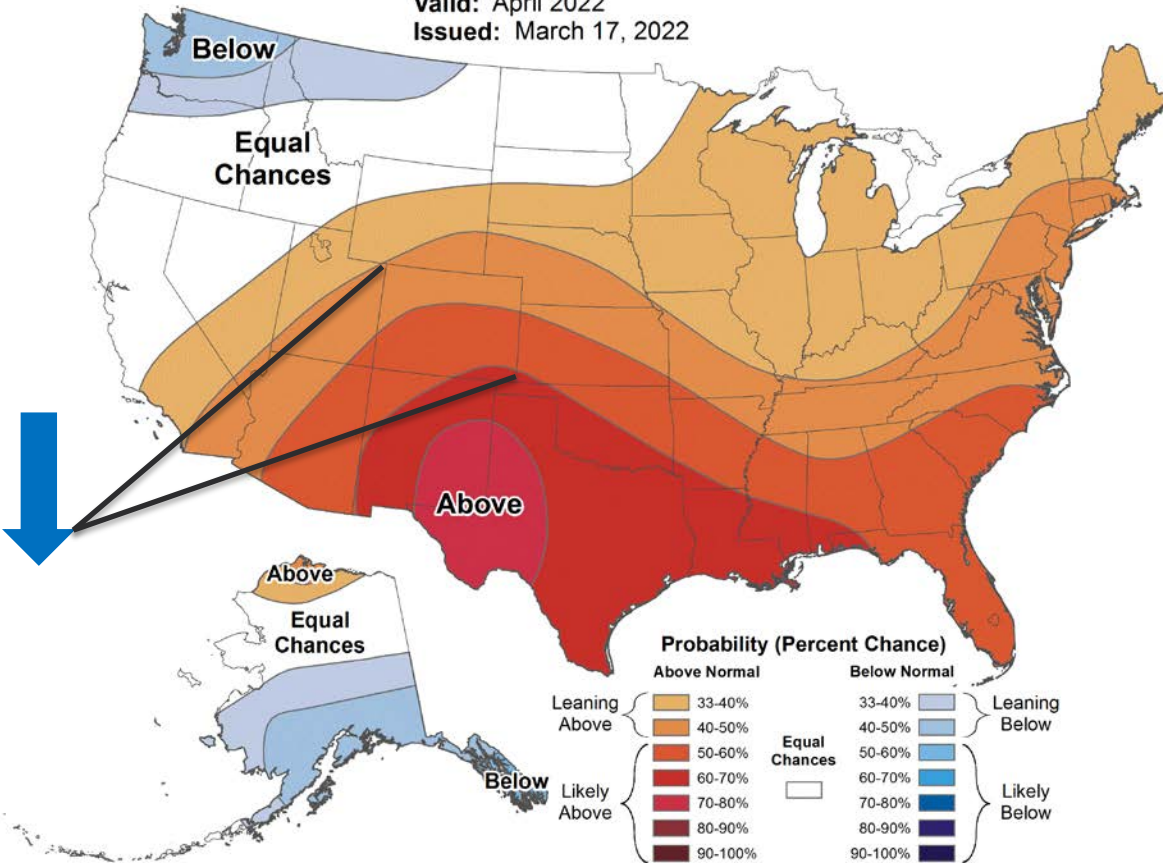 Valid: April 2022
Issued: March 17, 2022
Below
Equal
Chances
Above
Above
Equal
Chances
Below
Probability (Percent Chance)
Above Normal
Below Normal
Leaning
Above
33-40%
40-50%
Likely
Above
50-60%
60-70%
70-80%
80-90%
90-100%
Equal
Chances
33-40%
40-50%
Leaning
Below
50-60%
60-70%
70-80%
80-90%
90-100%
Likely
Below